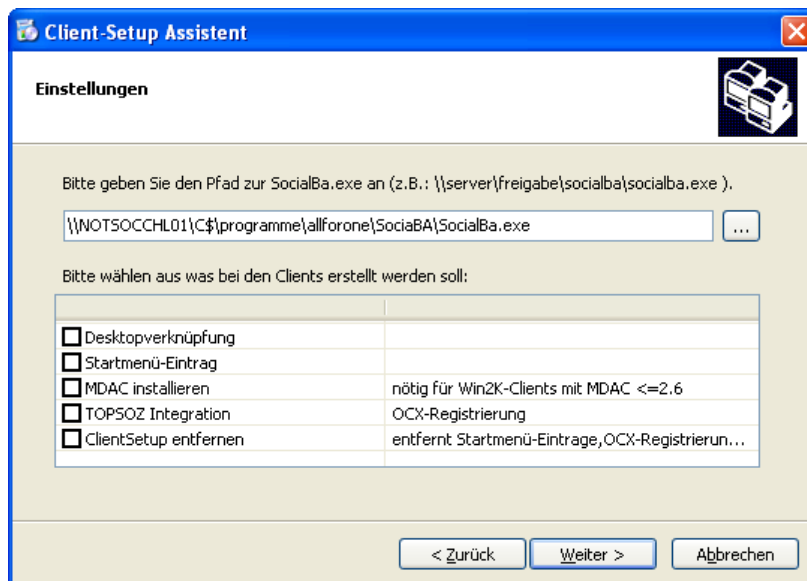 Client-Setup Assistent
Einstellungen
Bitte geben Sie den Pfad zur SocialBa.exe an (z.B.: \\server\freigabe\socialba\socialba.exe ).
\\NOTSOCCHL01\C$\programme\allforone\SociaBA\SocialBa.exe
...
Bitte wählen aus was bei den Clients erstellt werden soll:
Desktopverknüpfung
Startmenü-Eintrag
MDAC installieren nötig für Win2K-Clients mit MDAC <=2.6
TOPSOZ Integration OCX-Registrierung
ClientSetup entfernen entfernt Startmenü-Eintrage,OCX-Registrierun...
< Zurück Weiter > Abbrechen